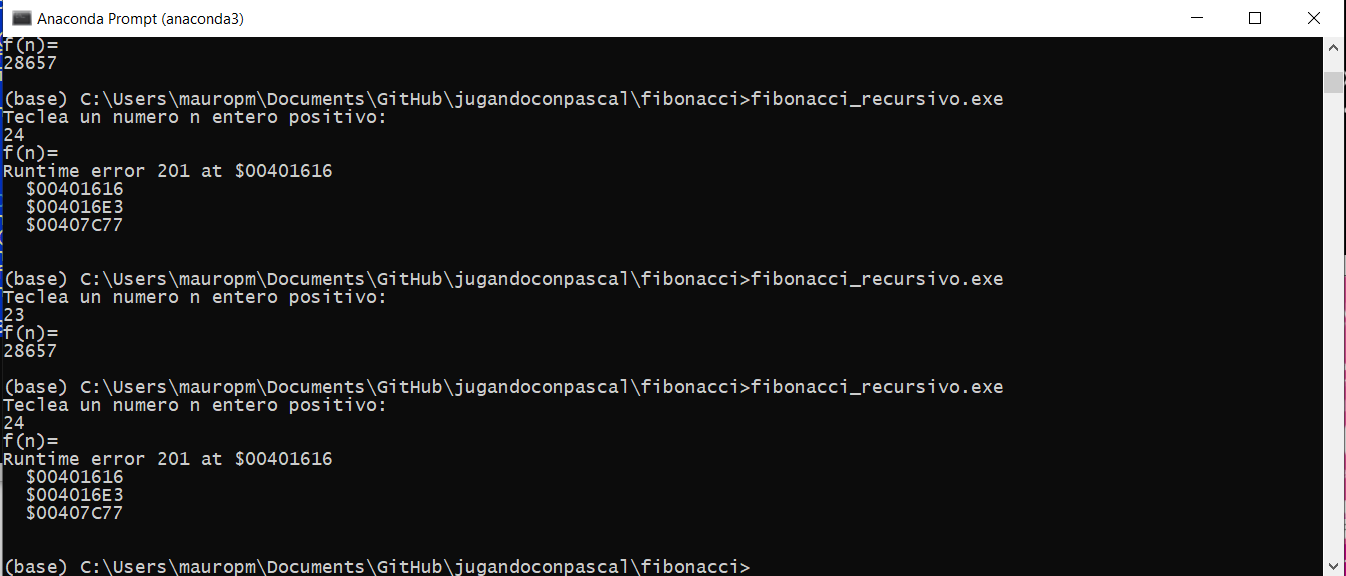 Anaconda Prompt (anaconda3)
f(n)=
28657
(base) C:\Users\mauropm\Documents\GitHub\jugandoconpascal\fibonacci>fibonacci_recursivo.exe
Teclea un numero n entero positivo:
24
f(n)=
Runtime error 201 at $00401616
  $00401616
  $004016E3
  $00407C77
(base) C:\Users\mauropm\Documents\GitHub\jugandoconpascal\fibonacci>fibonacci_recursivo.exe
Teclea un numero n entero positivo:
23
f(n)=
28657
(base) C:\Users\mauropm\Documents\GitHub\jugandoconpascal\fibonacci>fibonacci_recursivo.exe
Teclea un numero n entero positivo:
24
f(n)=
Runtime error 201 at $00401616
  $00401616
  $004016E3
  $00407C77
(base) C:\Users\mauropm\Documents\GitHub\jugandoconpascal\fibonacci>